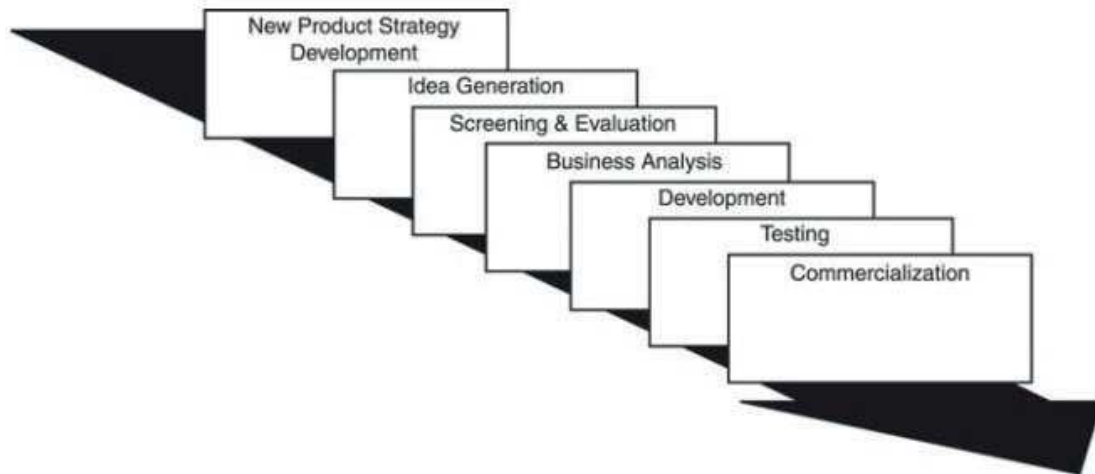 New Product Strategy
Development
Idea Generation
Screening & Evaluation
Business Analysis
Development
Testing
Commercialization